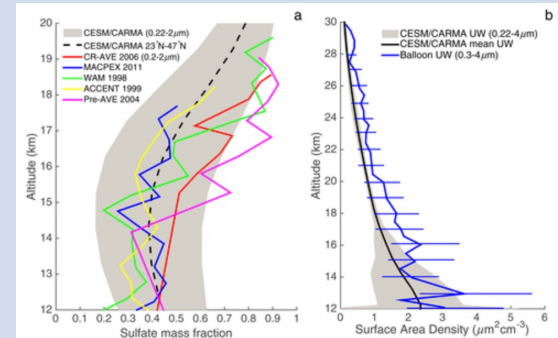 a
CESM/CARMA (0.22-2μm)
CESM/CARMA 23°N-47°N
CR-AVE 2006 (0.2-2μm)
MACPEX 2011
WAM 1998
ACCENT 1999
Pre-AVE 2004
20
19
18
17
16
15
14
13
12
Altitude (km)
0 0.1 0.2 0.3 0.4 0.5 0.6 0.7 0.8 0.9 1
Sulfate mass fraction
b
CESM/CARMA UW (0.22-4μm)
CESM/CARMA mean UW
Balloon UW (0.3-4μm)
30
28
26
24
22
20
18
16
14
12
Altitude (km)
0 2 4 6
Surface Area Density (μm²cm⁻³)